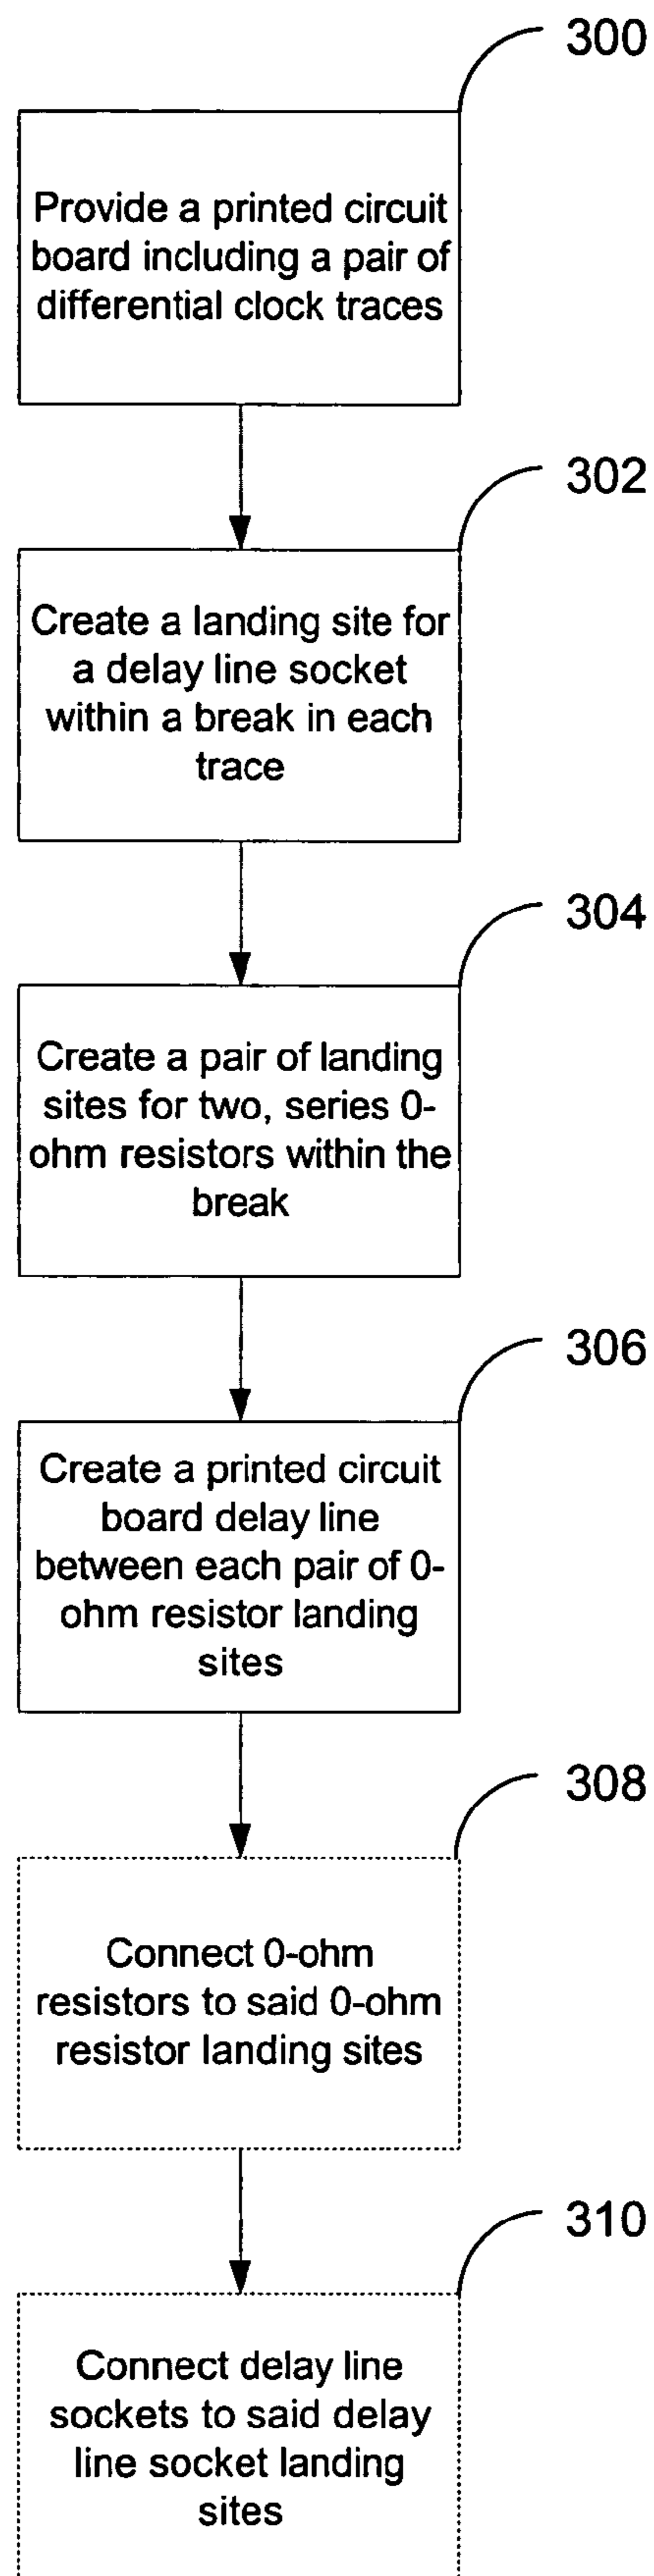 300
Provide a printed circuit
board including a pair of
differential clock traces
302
Create a landing site for
a delay line socket
within a break in each
trace
304
Create a pair of landing
sites for two, series 0-
ohm resistors within the
break
306
Create a printed circuit
board delay line
between each pair of 0-
ohm resistor landing
sites
308
Connect 0-ohm
resistors to said 0-ohm
resistor landing sites
310
Connect delay line
sockets to said delay
line socket landing
sites